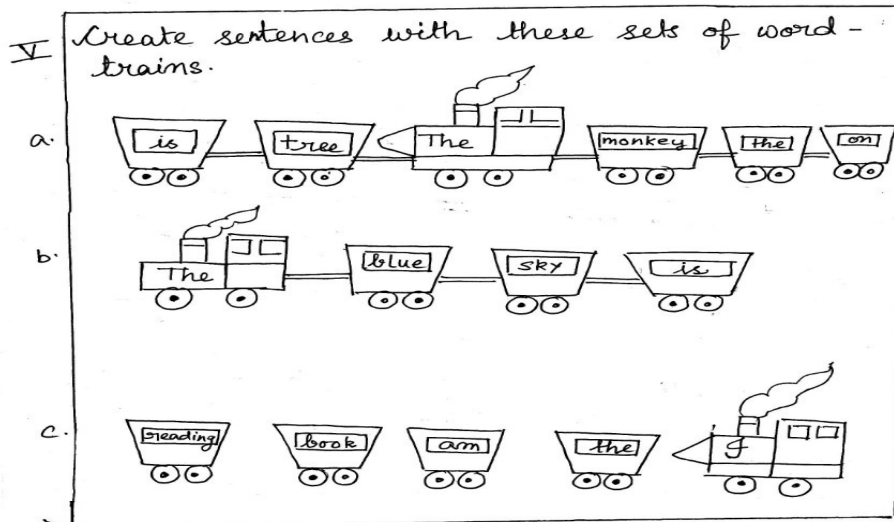 V Create sentences with these sets of word-
trains.
a. is tree The monkey the on
b. The blue sky is
c. reading book am the I